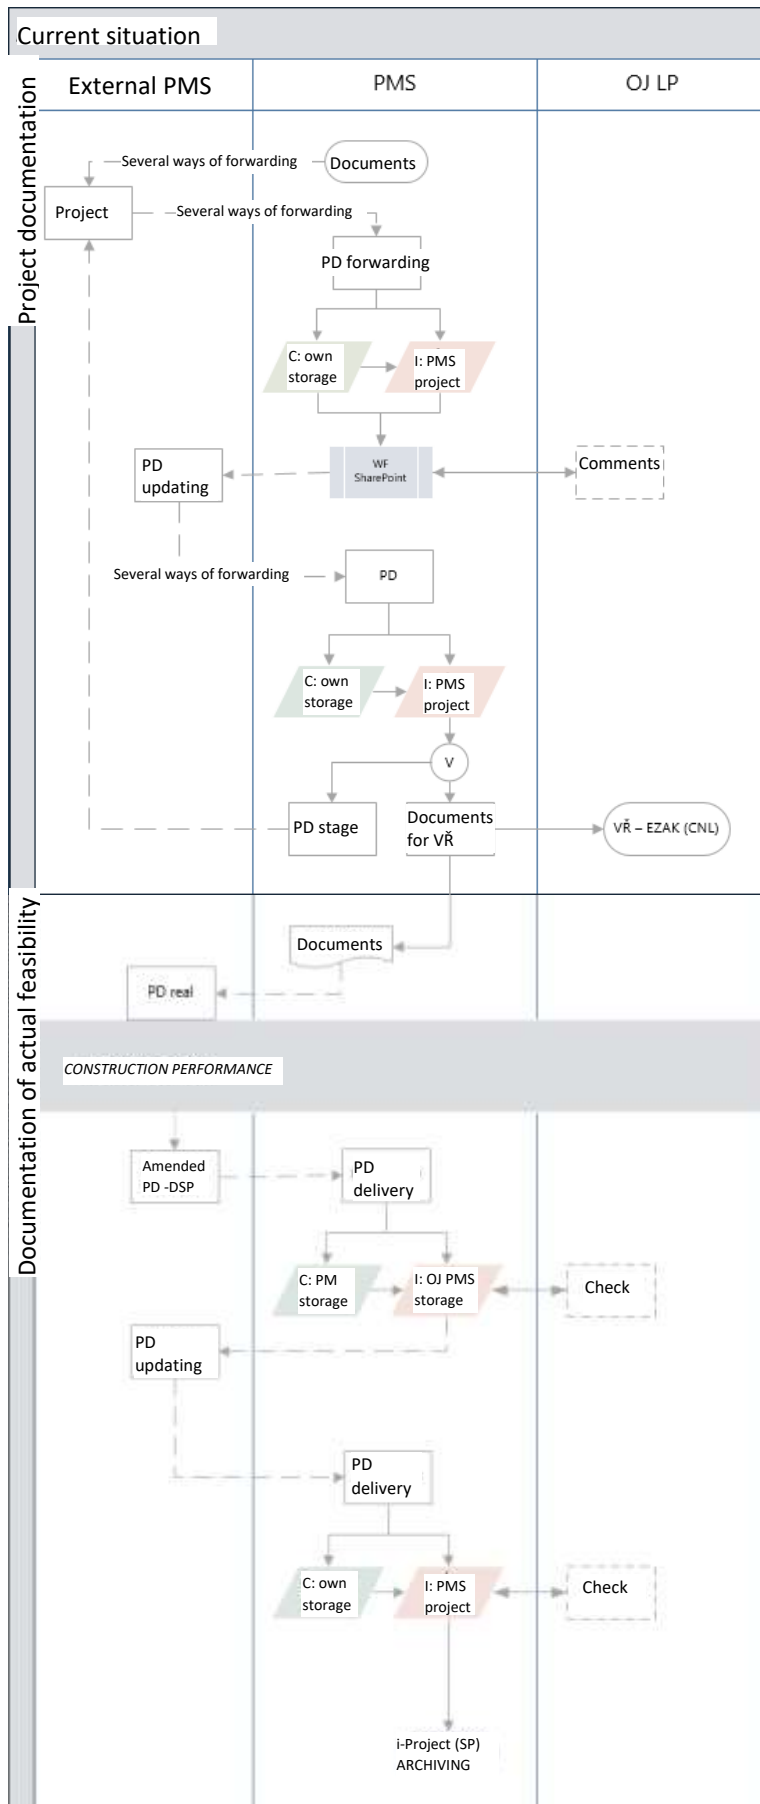 Current situation
External PMS
PMS
OJ LP
Project documentation
Several ways of forwarding
Documents
Project
Several ways of forwarding
PD forwarding
C: own
storage
I: PMS
project
PD
updating
WF
SharePoint
Comments
Several ways of forwarding
PD
C: own
storage
I: PMS
project
V
PD stage
Documents
for VŘ
VŘ – EZAK (CNL)
Documentation of actual feasibility
Documents
PD real
CONSTRUCTION PERFORMANCE
Amended
PD -DSP
PD
delivery
C: PM
storage
I: OJ PMS
storage
Check
PD
updating
PD
delivery
C: own
storage
I: PMS
project
Check
i-Project (SP)
ARCHIVING